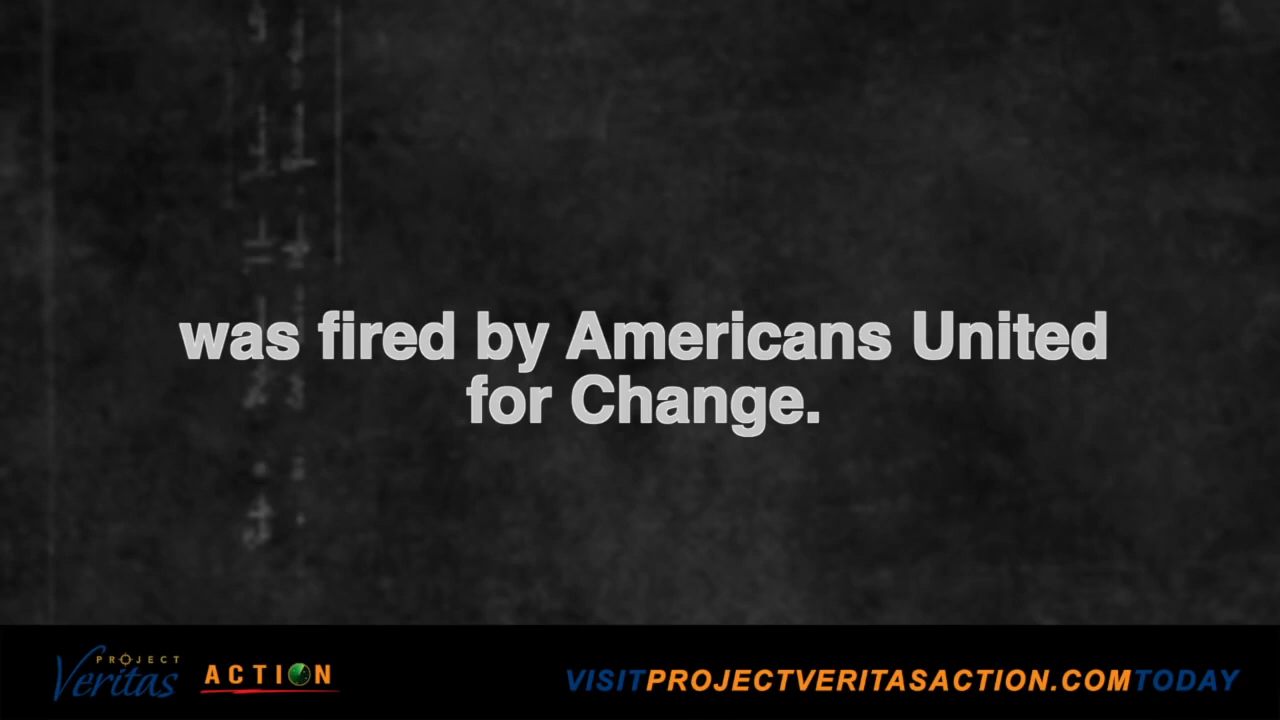 was fired by Americans United
for Change.
PROJECT
Veritas ACTION
VISITPROJECTVERITASACTION.COMTODAY